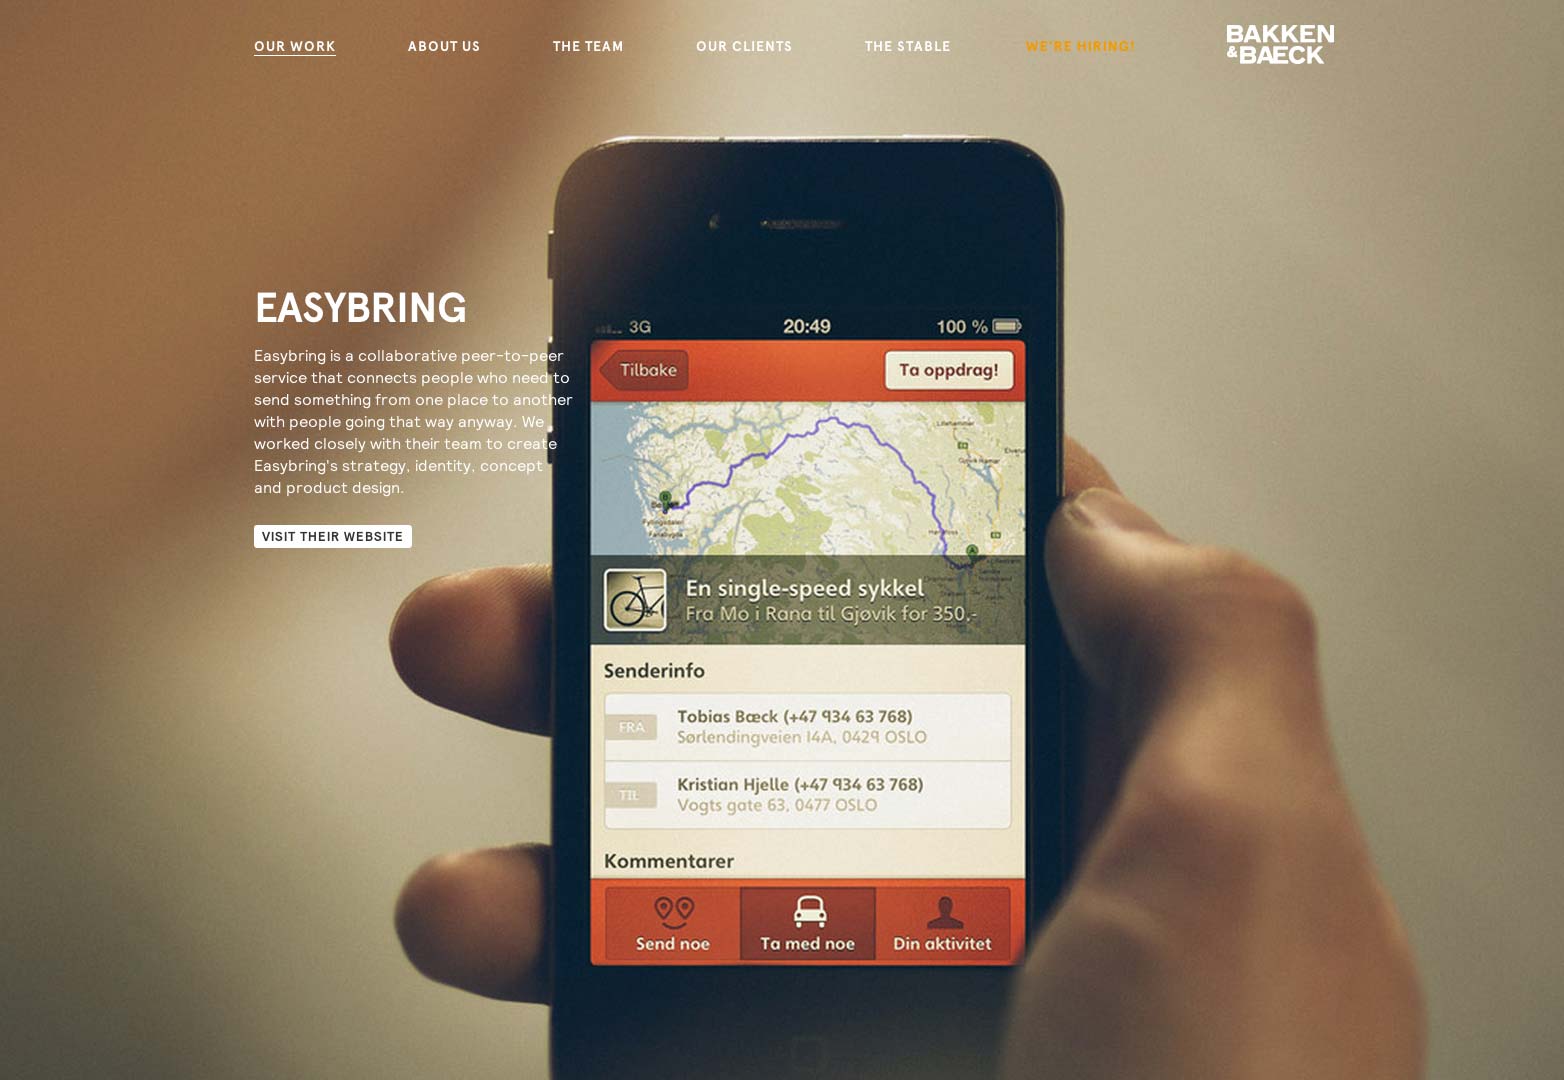 OUR WORK
ABOUT US
THE TEAM
OUR CLIENTS
THE STABLE
WE'RE HIRING!
BAKKEN
&BÆCK
EASYBRING
Easybring is a collaborative peer-to-peer
service that connects people who need to
send something from one place to another
with people going that way anyway. We
worked closely with their team to create
Easybring's strategy, identity, concept
and product design.
VISIT THEIR WEBSITE
3G
20:49
100 %
Tilbake
Ta oppdrag!
Lillehammer
B
A
En single-speed sykkel
Fra Mo i Rana til Gjøvik for 350,-
Senderinfo
FRA
Tobias Bæck (+47 934 63 768)
Sørlendingveien 14A, 0429 OSLO
TIL
Kristian Hjelle (+47 934 63 768)
Vogts gate 63, 0477 OSLO
Kommentarer
Send noe
Ta med noe
Din aktivitet